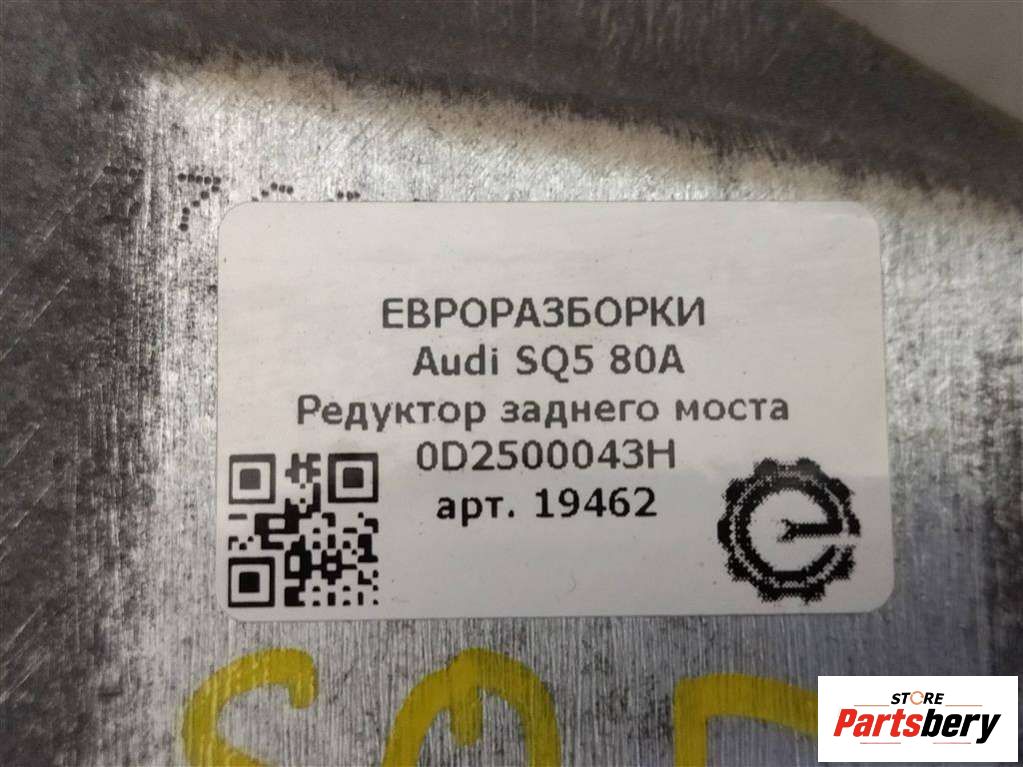 ЕВРОРАЗБОРКИ
Audi SQ5 80A
Редуктор заднего моста
0D2500043H
арт. 19462
STORE
Partsbery